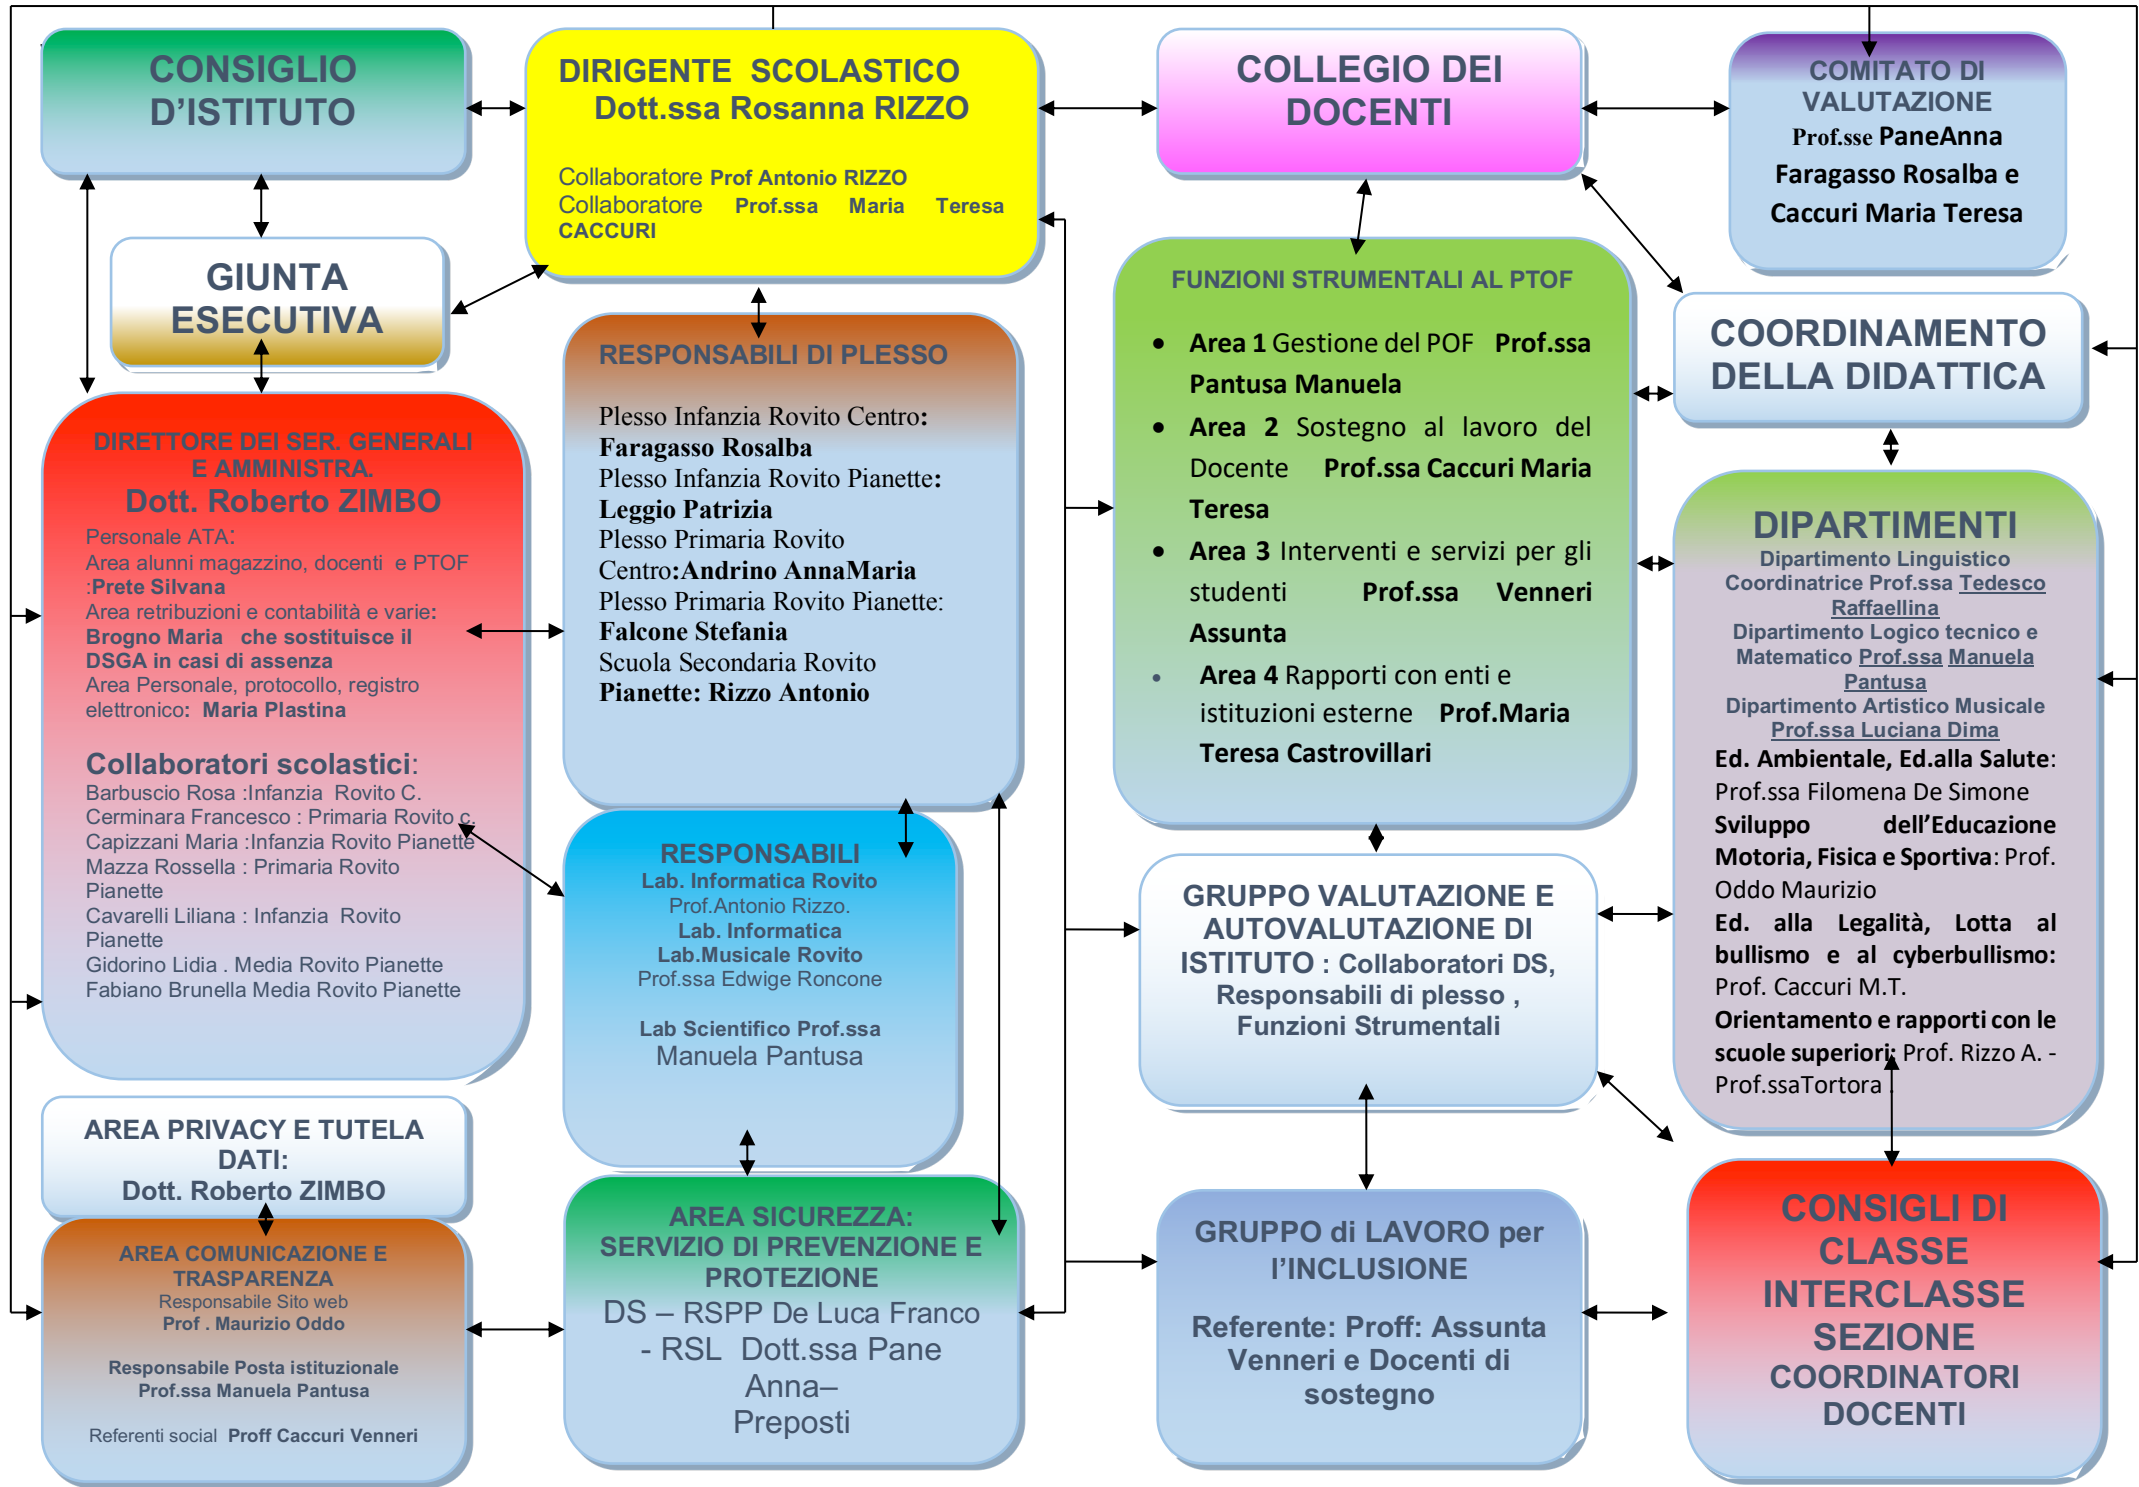 CONSIGLIO
D’ISTITUTO
DIRIGENTE SCOLASTICO
Dott.ssa Rosanna RIZZO
Collaboratore Prof Antonio RIZZO
Collaboratore Prof.ssa Maria Teresa
CACCURI
COLLEGIO DEI
DOCENTI
COMITATO DI
VALUTAZIONE
Prof.sse PaneAnna
Faragasso Rosalba e
Caccuri Maria Teresa
GIUNTA
ESECUTIVA
RESPONSABILI DI PLESSO
Plesso Infanzia Rovito Centro:
Faragasso Rosalba
Plesso Infanzia Rovito Pianette:
Leggio Patrizia
Plesso Primaria Rovito
Centro:Andrino AnnaMaria
Plesso Primaria Rovito Pianette:
Falcone Stefania
Scuola Secondaria Rovito
Pianette: Rizzo Antonio
FUNZIONI STRUMENTALI AL PTOF
• Area 1 Gestione del POF Prof.ssa
Pantusa Manuela
• Area 2 Sostegno al lavoro del
Docente Prof.ssa Caccuri Maria
Teresa
• Area 3 Interventi e servizi per gli
studenti Prof.ssa Venneri
Assunta
• Area 4 Rapporti con enti e
istituzioni esterne Prof.Maria
Teresa Castrovillari
COORDINAMENTO
DELLA DIDATTICA
DIRETTORE DEI SER. GENERALI
E AMMINISTRA.
Dott. Roberto ZIMBO
Personale ATA:
Area alunni magazzino, docenti e PTOF
:Prete Silvana
Area retribuzioni e contabilità e varie:
Brogno Maria che sostituisce il
DSGA in casi di assenza
Area Personale, protocollo, registro
elettronico: Maria Plastina
Collaboratori scolastici:
Barbuscio Rosa :Infanzia Rovito C.
Cerminara Francesco : Primaria Rovito c.
Capizzani Maria :Infanzia Rovito Pianette
Mazza Rossella : Primaria Rovito
Pianette
Cavarelli Liliana : Infanzia Rovito
Pianette
Gidorino Lidia . Media Rovito Pianette
Fabiano Brunella Media Rovito Pianette
DIPARTIMENTI
Dipartimento Linguistico
Coordinatrice Prof.ssa Tedesco
Raffaellina
Dipartimento Logico tecnico e
Matematico Prof.ssa Manuela
Pantusa
Dipartimento Artistico Musicale
Prof.ssa Luciana Dima
Ed. Ambientale, Ed.alla Salute:
Prof.ssa Filomena De Simone
Sviluppo dell’Educazione
Motoria, Fisica e Sportiva: Prof.
Oddo Maurizio
Ed. alla Legalità, Lotta al
bullismo e al cyberbullismo:
Prof. Caccuri M.T.
Orientamento e rapporti con le
scuole superiori: Prof. Rizzo A. -
Prof.ssaTortora .
RESPONSABILI
Lab. Informatica Rovito
Prof.Antonio Rizzo.
Lab. Informatica
Lab.Musicale Rovito
Prof.ssa Edwige Roncone
Lab Scientifico Prof.ssa
Manuela Pantusa
GRUPPO VALUTAZIONE E
AUTOVALUTAZIONE DI
ISTITUTO : Collaboratori DS,
Responsabili di plesso ,
Funzioni Strumentali
AREA PRIVACY E TUTELA
DATI:
Dott. Roberto ZIMBO
AREA COMUNICAZIONE E
TRASPARENZA
Responsabile Sito web
Prof . Maurizio Oddo
Responsabile Posta istituzionale
Prof.ssa Manuela Pantusa
Referenti social Proff Caccuri Venneri
AREA SICUREZZA:
SERVIZIO DI PREVENZIONE E
PROTEZIONE
DS – RSPP De Luca Franco
- RSL Dott.ssa Pane
Anna–
Preposti
GRUPPO di LAVORO per
l’INCLUSIONE
Referente: Proff: Assunta
Venneri e Docenti di
sostegno
CONSIGLI DI
CLASSE
INTERCLASSE
SEZIONE
COORDINATORI
DOCENTI